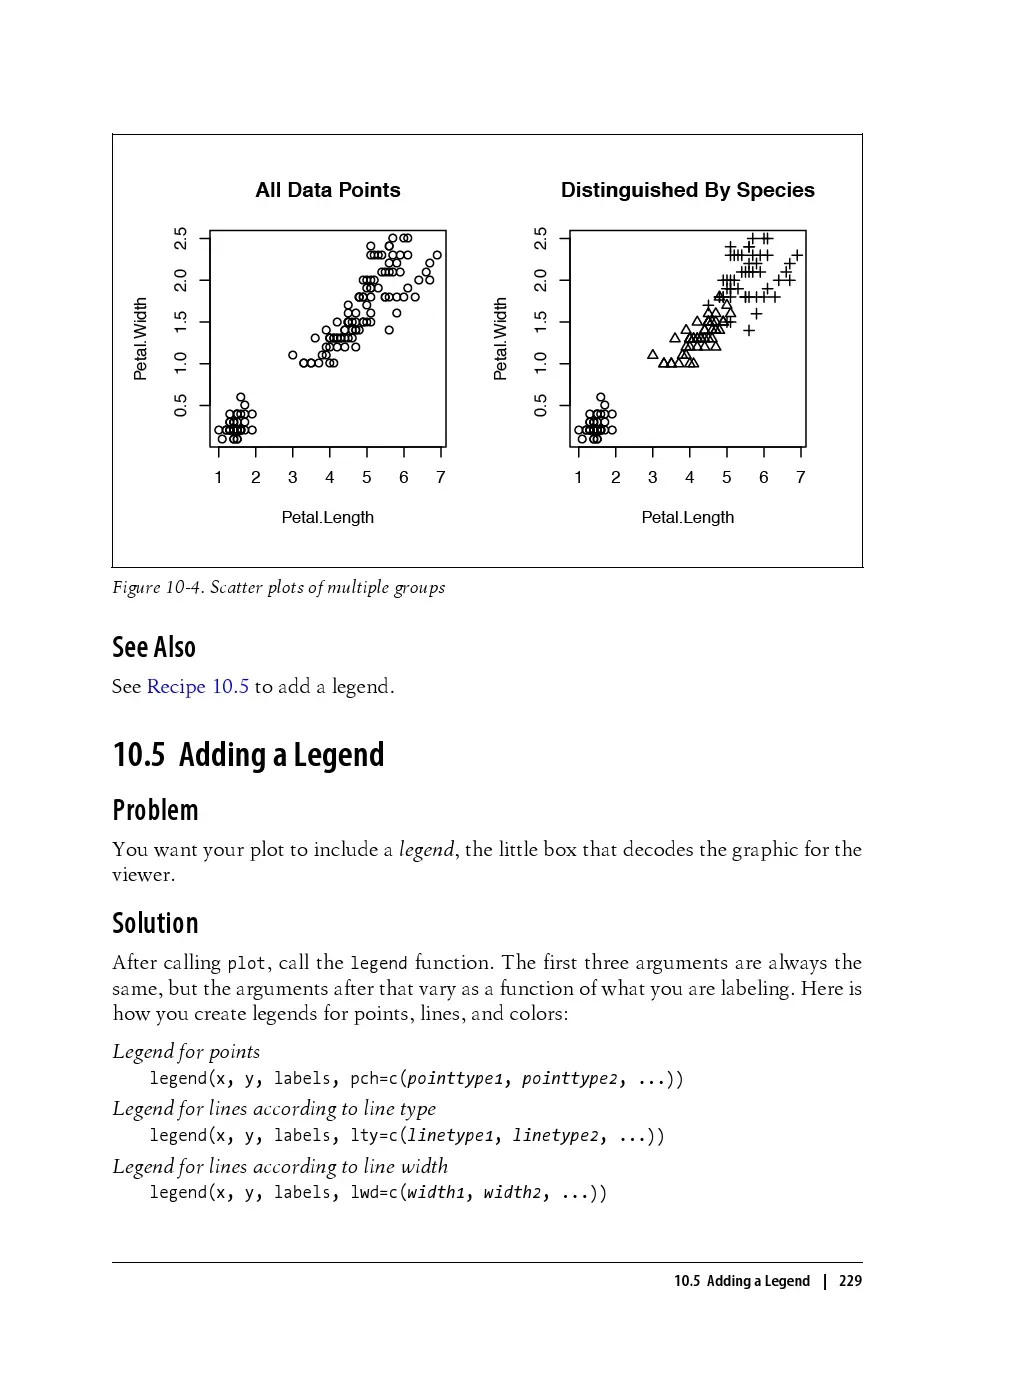 All Data Points
Distinguished By Species
Petal.Width
0.5 1.0 1.5 2.0 2.5
1 2 3 4 5 6 7
Petal.Length
Petal.Width
0.5 1.0 1.5 2.0 2.5
1 2 3 4 5 6 7
Petal.Length
Figure 10-4. Scatter plots of multiple groups
See Also
See Recipe 10.5 to add a legend.
10.5 Adding a Legend
Problem
You want your plot to include a legend, the little box that decodes the graphic for the
viewer.
Solution
After calling plot, call the legend function. The first three arguments are always the
same, but the arguments after that vary as a function of what you are labeling. Here is
how you create legends for points, lines, and colors:
Legend for points
legend(x, y, labels, pch=c(pointtype1, pointtype2, ...))
Legend for lines according to line type
legend(x, y, labels, lty=c(linetype1, linetype2, ...))
Legend for lines according to line width
legend(x, y, labels, lwd=c(width1, width2, ...))
10.5 Adding a Legend | 229